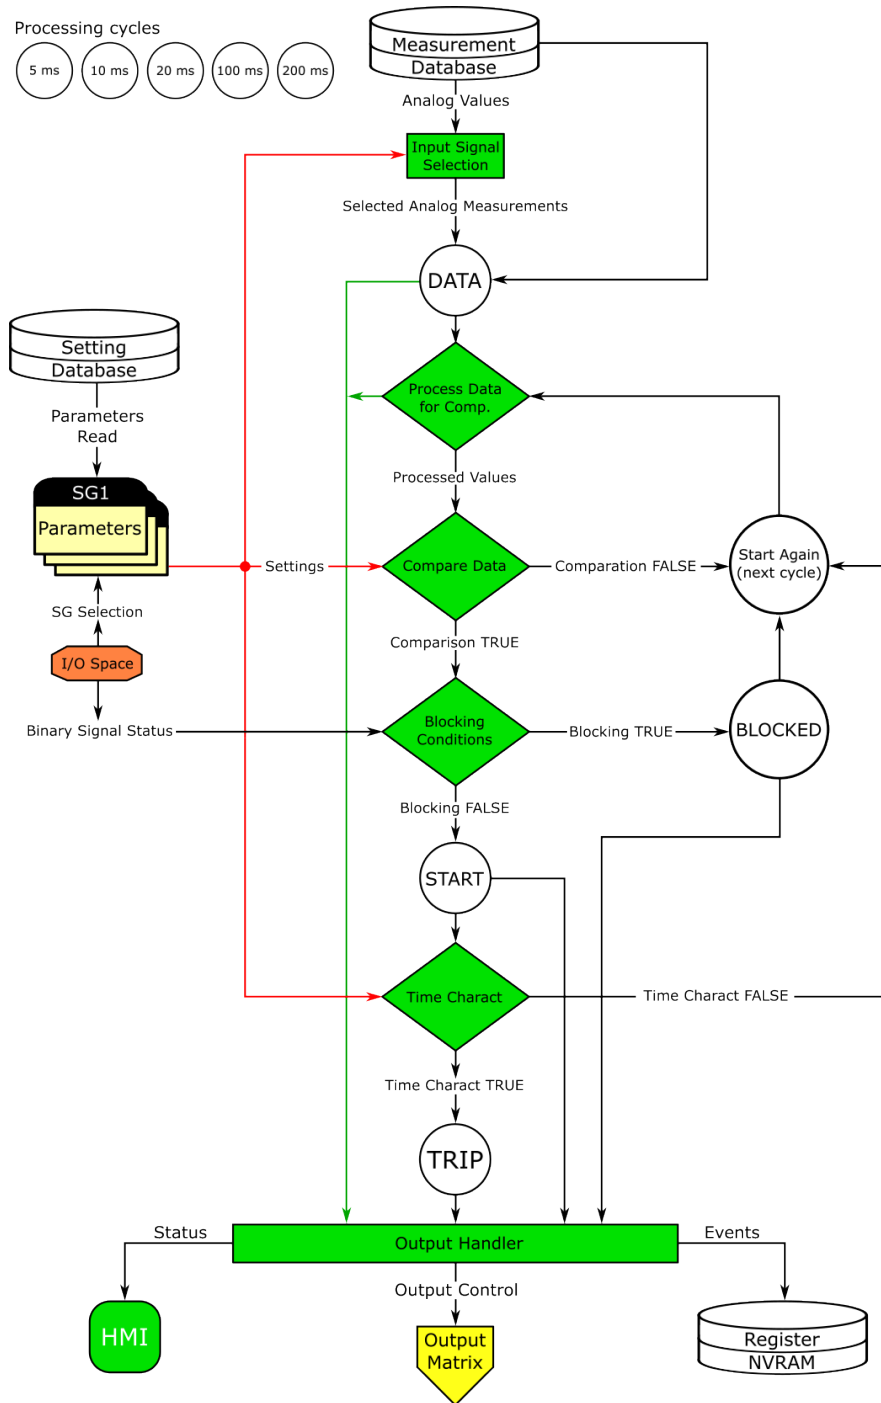 Processing cycles
5 ms
10 ms
20 ms
100 ms
200 ms
Measurement
Database
Analog Values
Input Signal
Selection
Selected Analog Measurements
DATA
Setting
Database
Process Data
for Comp.
Parameters
Read
Processed Values
SG1
Parameters
Settings
Compare Data
Comparation FALSE
Start Again
(next cycle)
SG Selection
Comparison TRUE
I/O Space
Binary Signal Status
Blocking
Conditions
Blocking TRUE
BLOCKED
Blocking FALSE
START
Time Charact
Time Charact FALSE
Time Charact TRUE
TRIP
Status
Output Handler
Events
Output Control
HMI
Output
Matrix
Register
NVRAM